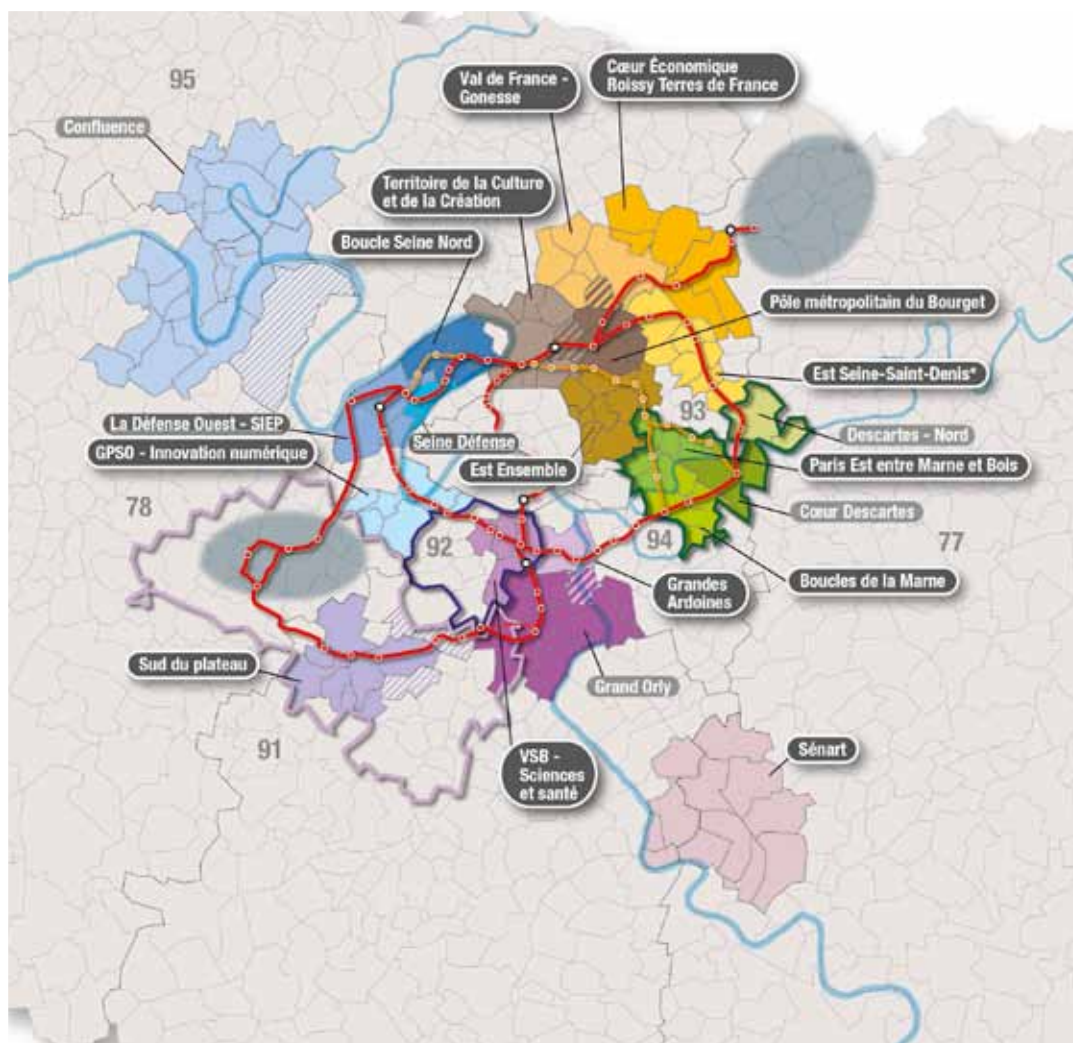 95
Val de France -
Gonesse
Cœur Économique
Roissy Terres de France
Confluence
Territoire de la Culture
et de la Création
Boucle Seine Nord
Pôle métropolitain du Bourget
Est Seine-Saint-Denis*
93
La Défense Ouest - SIEP
Seine Défense
Descartes - Nord
GPSO - Innovation numérique
Est Ensemble
Paris Est entre Marne et Bois
78
Cœur Descartes
92
94
77
Grandes
Ardoines
Boucles de la Marne
Sud du plateau
Grand Orly
91
VSB -
Sciences
et santé
Sénart